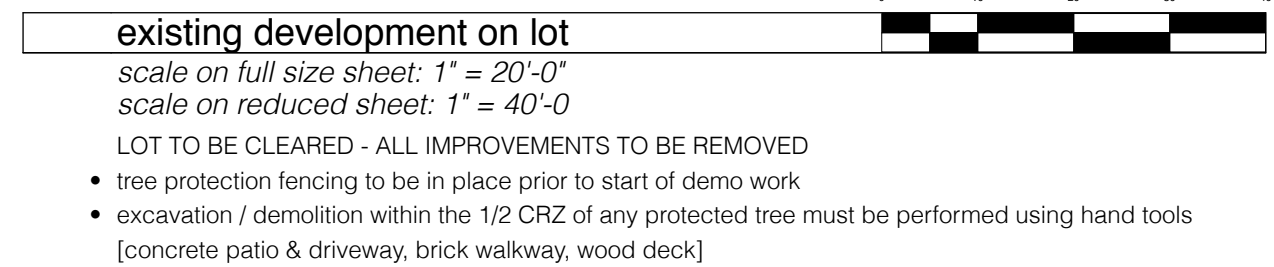 existing development on lot
scale on full size sheet: 1" = 20'-0"
scale on reduced sheet: 1" = 40'-0
LOT TO BE CLEARED - ALL IMPROVEMENTS TO BE REMOVED
• tree protection fencing to be in place prior to start of demo work
• excavation / demolition within the 1/2 CRZ of any protected tree must be performed using hand tools
[concrete patio & driveway, brick walkway, wood deck]